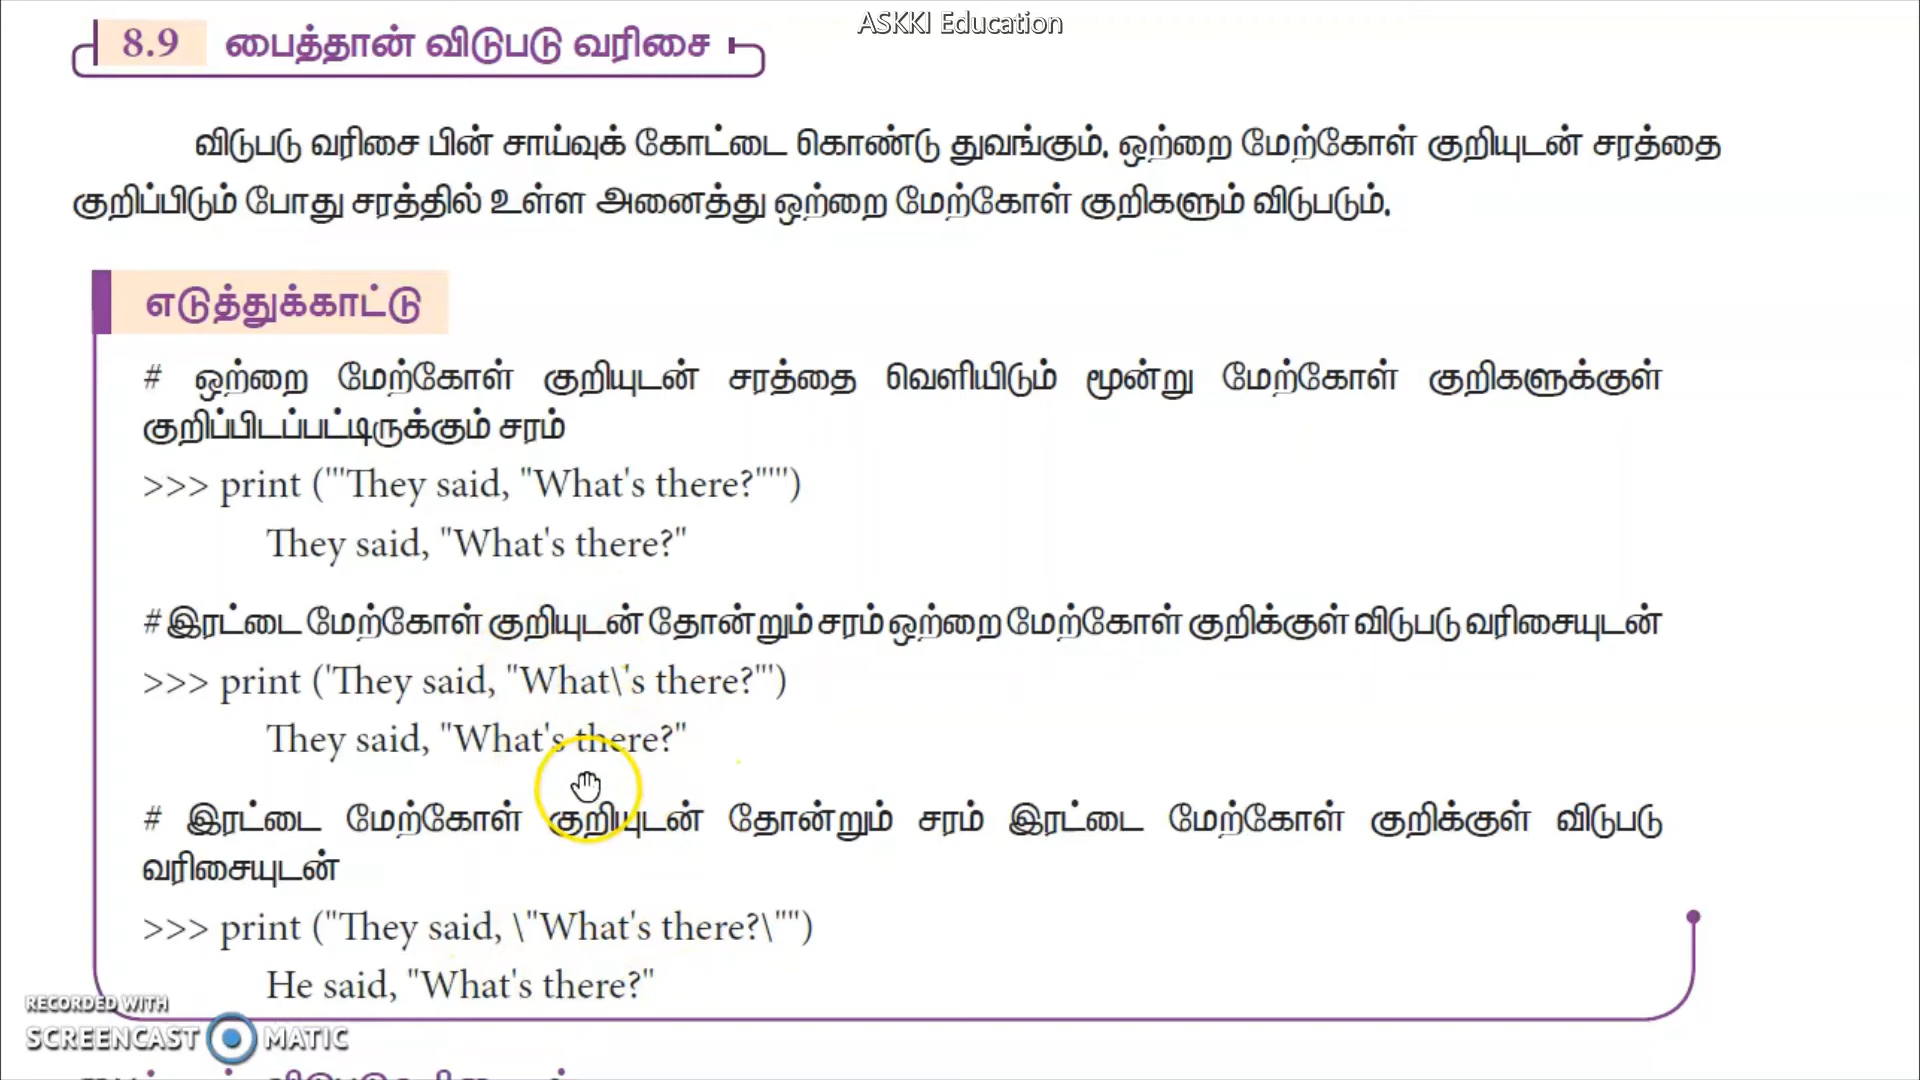 ASKKI Education
8.9 பைத்தான் விடுபடு வரிசை
விடுபடு வரிசை பின் சாய்வுக் கோட்டை கொண்டு துவங்கும். ஒற்றை மேற்கோள் குறியுடன் சரத்தை
குறிப்பிடும் போது சரத்தில் உள்ள அனைத்து ஒற்றை மேற்கோள் குறிகளும் விடுபடும்.
எடுத்துக்காட்டு
# ஒற்றை மேற்கோள் குறியுடன் சரத்தை வெளியிடும் மூன்று மேற்கோள் குறிகளுக்குள்
குறிப்பிடப்பட்டிருக்கும் சரம்
>>> print ('''They said, "What's there?"''')
They said, "What's there?"
# இரட்டை மேற்கோள் குறியுடன் தோன்றும் சரம் ஒற்றை மேற்கோள் குறிக்குள் விடுபடு வரிசையுடன்
>>> print ('They said, "What\'s there?"')
They said, "What's there?"
# இரட்டை மேற்கோள் குறியுடன் தோன்றும் சரம் இரட்டை மேற்கோள் குறிக்குள் விடுபடு
வரிசையுடன்
>>> print ("They said, \"What's there?\"")
He said, "What's there?"
RECORDED WITH
SCREENCAST MATIC